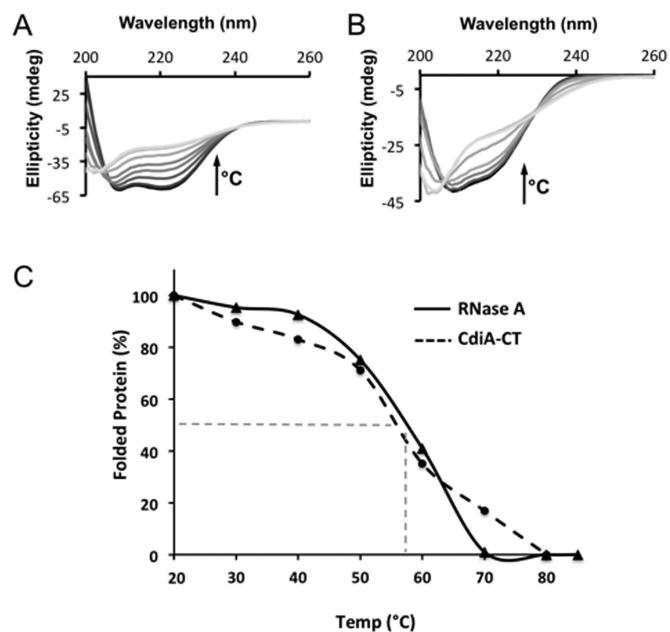 A
Wavelength (nm)
200 220 240 260
Ellipticity (mdeg)
25
-5
-35
-65
°C
B
Wavelength (nm)
200 220 240 260
Ellipticity (mdeg)
-5
-25
-45
°C
C
Folded Protein (%)
100
80
60
40
20
0
RNase A
CdiA-CT
20 30 40 50 60 70 80
Temp (°C)